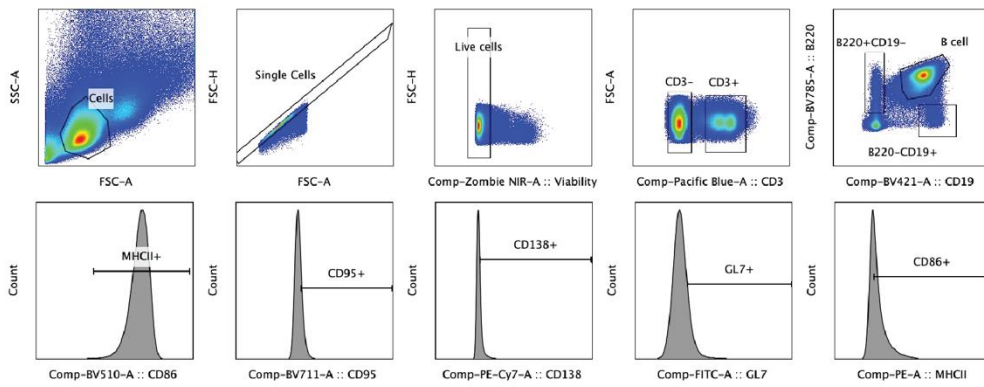 SSC-A
Cells
FSC-A
FSC-H
Single Cells
FSC-A
FSC-H
Live cells
Comp-Zombie NIR-A :: Viability
FSC-A
CD3-
CD3+
Comp-Pacific Blue-A :: CD3
Comp-BV785-A :: B220
B220+CD19-
B cell
B220-CD19+
Comp-BV421-A :: CD19
Count
MHCII+
Comp-BV510-A :: CD86
Count
CD95+
Comp-BV711-A :: CD95
Count
CD138+
Comp-PE-Cy7-A :: CD138
Count
GL7+
Comp-FITC-A :: GL7
Count
CD86+
Comp-PE-A :: MHCII